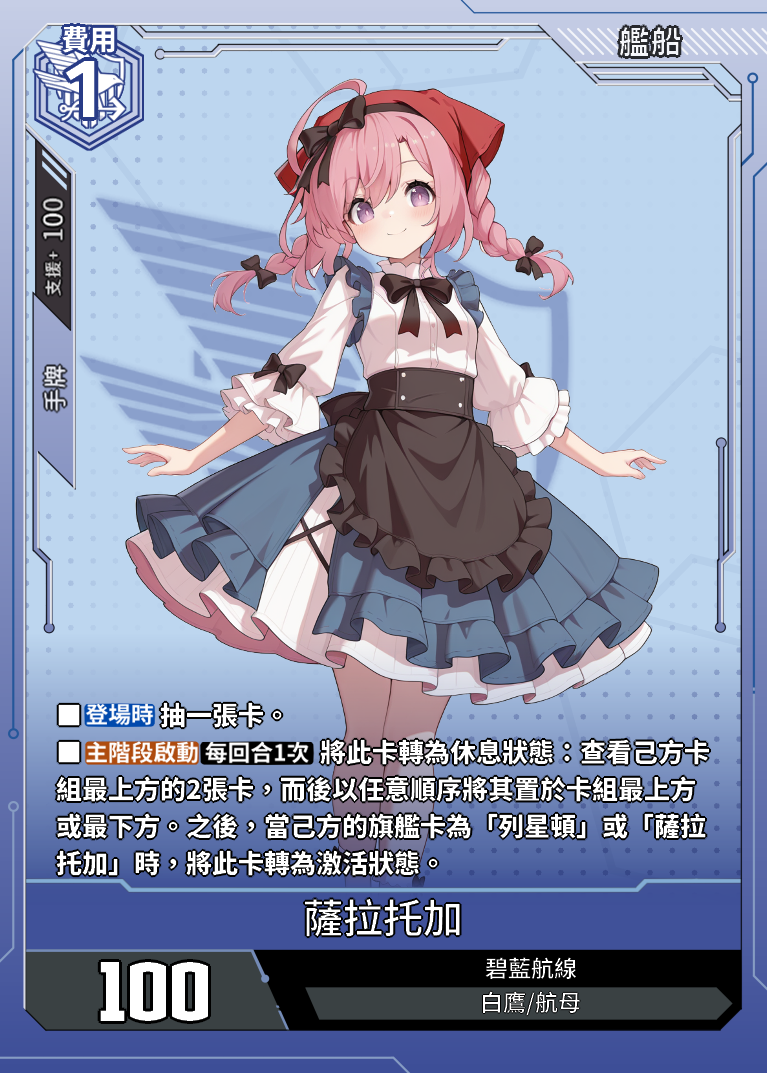 費用
1
艦船
支援+ 100
手牌
■登場時 抽一張卡。
■主階段啟動 每回合1次 將此卡轉為休息狀態：查看己方卡
組最上方的2張卡，而後以任意順序將其置於卡組最上方
或最下方。之後，當己方的旗艦卡為「列星頓」或「薩拉
托加」時，將此卡轉為激活狀態。
薩拉托加
100
碧藍航線
白鷹/航母